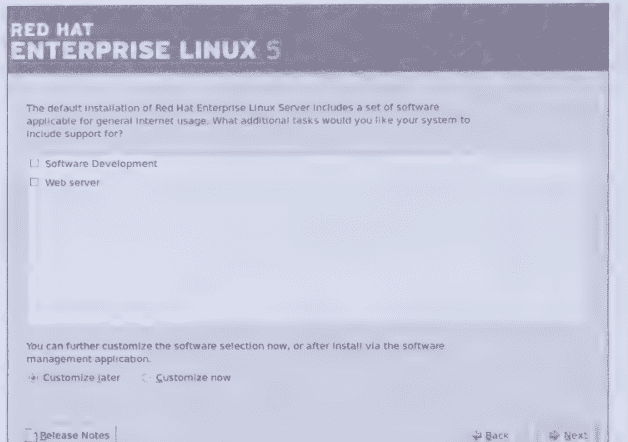 RED HAT
ENTERPRISE LINUX 5
The default installation of Red Hat Enterprise Linux Server includes a set of software
applicable for general internet usage. What additional tasks would you like your system to
include support for?
Software Development
Web server
You can further customize the software selection now, or after install via the software
management application.
Customize later Customize now
Release Notes Back Next